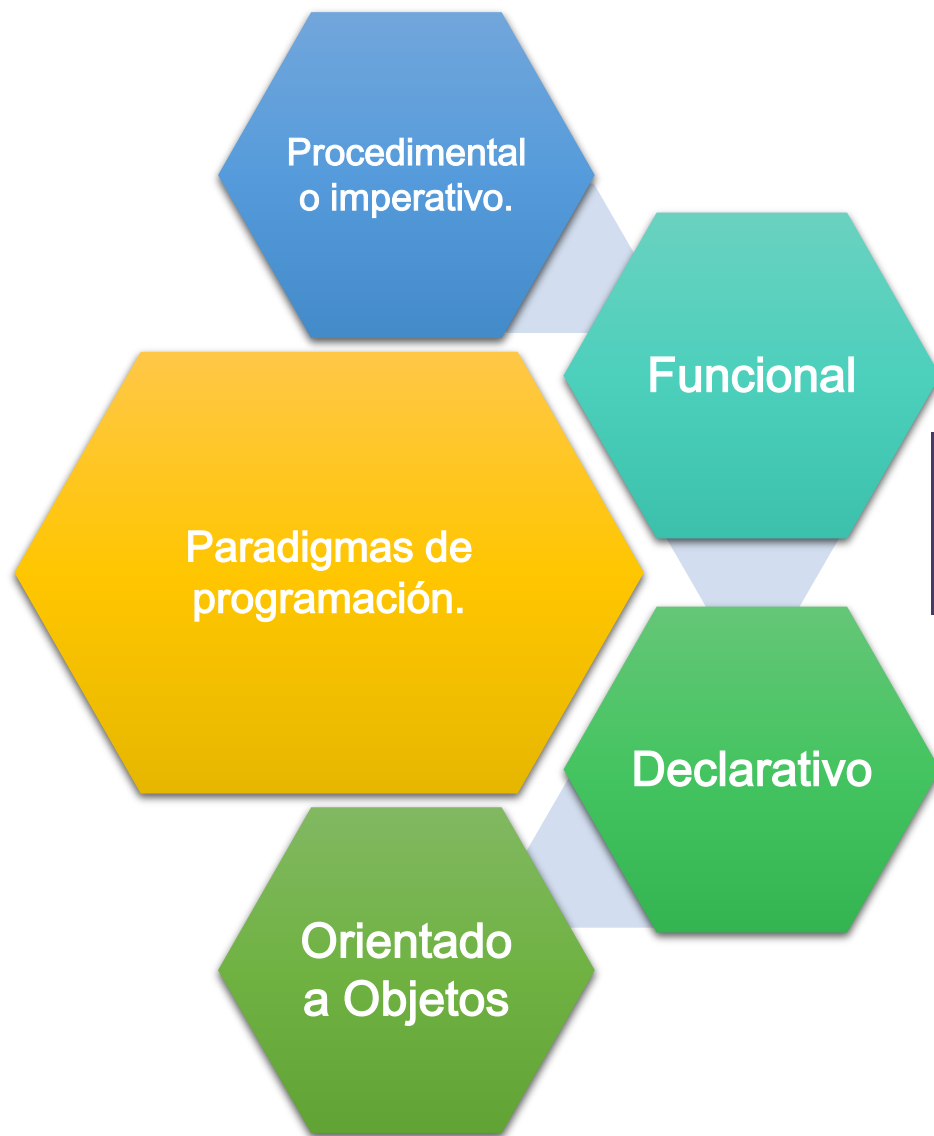 Procedimental
o imperativo.
Funcional
Paradigmas de
programación.
Declarativo
Orientado
a Objetos